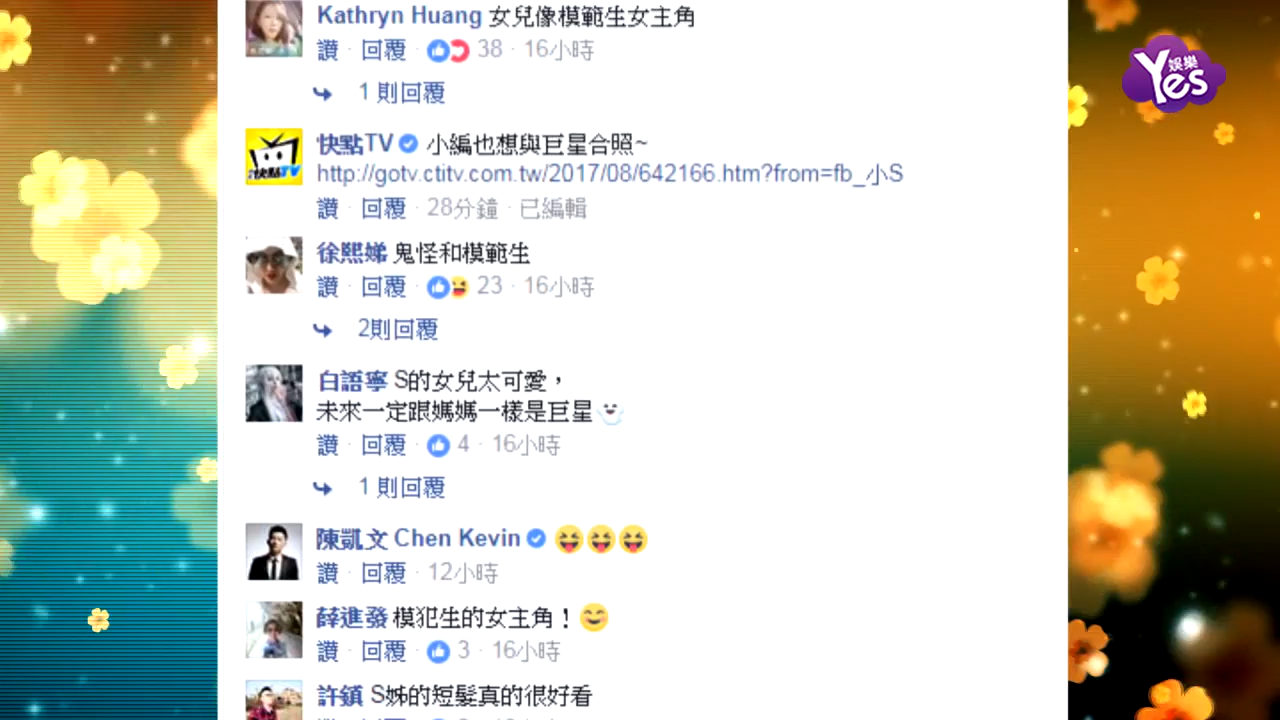 Kathryn Huang 女兒像模範生女主角
讚 · 回覆 · 38 · 16小時
1 則回覆
Yes 娛樂
快點TV 小編也想與巨星合照~
快點TV
http://gotv.ctitv.com.tw/2017/08/642166.htm?from=fb_小S
讚 · 回覆 · 28分鐘 · 已編輯
徐熙娣 鬼怪和模範生
讚 · 回覆 · 23 · 16小時
2則回覆
白語寧 S的女兒太可愛，
未來一定跟媽媽一樣是巨星
讚 · 回覆 · 4 · 16小時
1 則回覆
陳凱文 Chen Kevin
讚 · 回覆 · 12小時
薛進發 模犯生的女主角！
讚 · 回覆 · 3 · 16小時
許鎮 S姊的短髮真的很好看